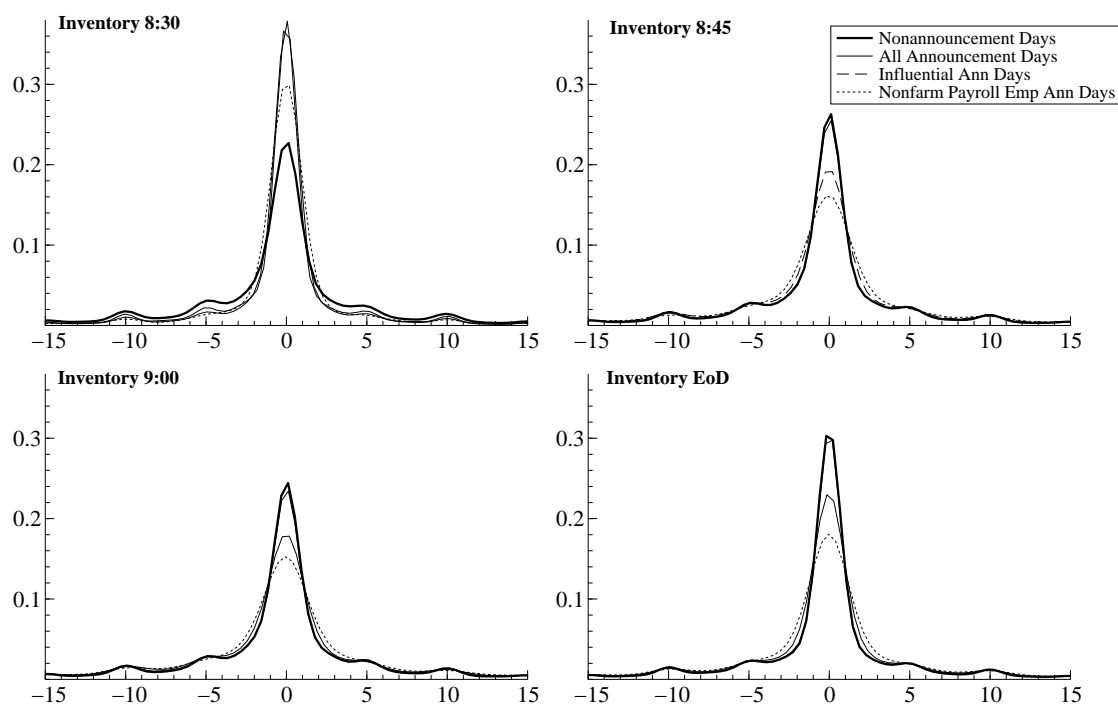 Inventory 8:30
0.3
0.2
0.1
−15 −10 −5 0 5 10 15
Inventory 8:45
Nonannouncement Days
All Announcement Days
Influential Ann Days
Nonfarm Payroll Emp Ann Days
0.3
0.2
0.1
−15 −10 −5 0 5 10 15
Inventory 9:00
0.3
0.2
0.1
−15 −10 −5 0 5 10 15
Inventory EoD
0.3
0.2
0.1
−15 −10 −5 0 5 10 15